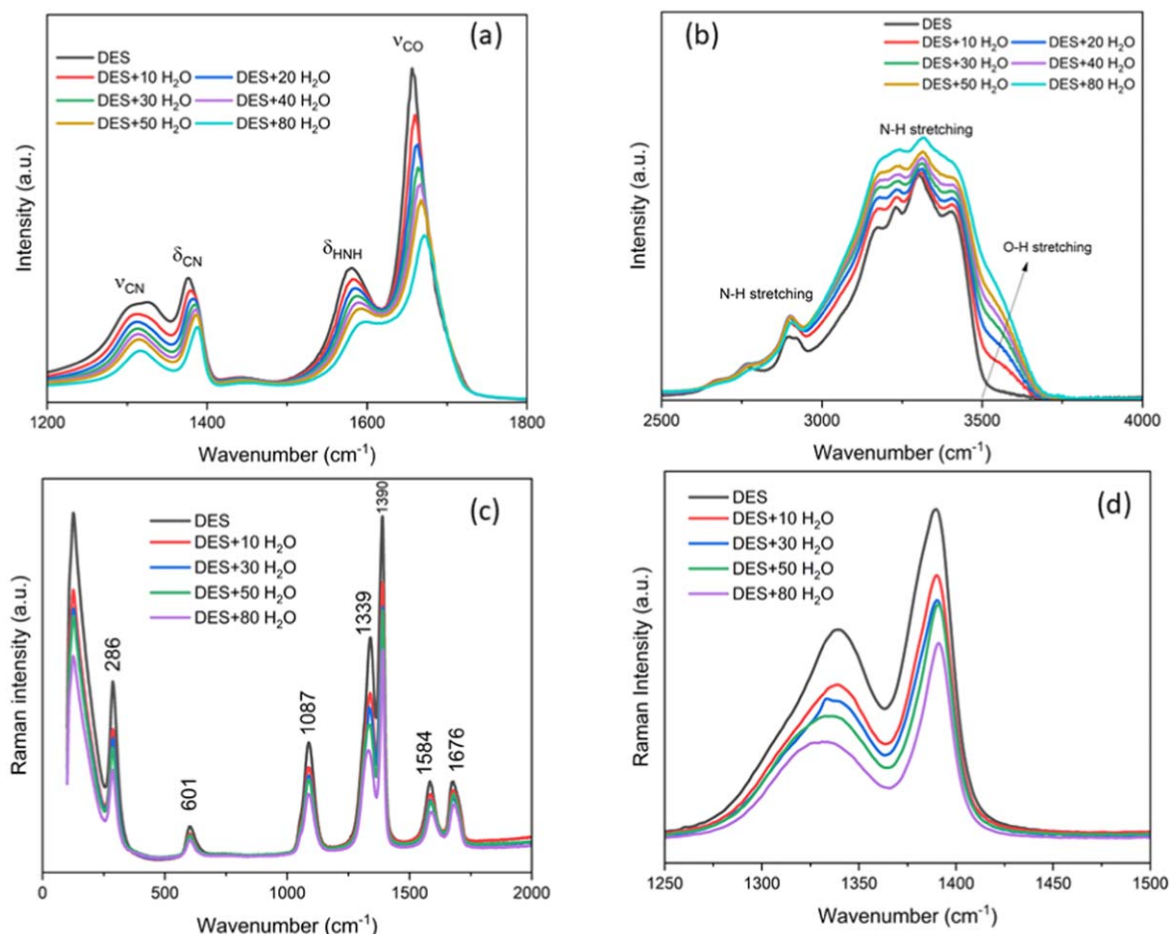 (a)
DES
DES+10 H₂O DES+20 H₂O
DES+30 H₂O DES+40 H₂O
DES+50 H₂O DES+80 H₂O
νCO
νCN
δCN
δHNH
Intensity (a.u.)
1200 1400 1600 1800
Wavenumber (cm⁻¹)
(b)
DES
DES+10 H₂O DES+20 H₂O
DES+30 H₂O DES+40 H₂O
DES+50 H₂O DES+80 H₂O
N-H stretching
O-H stretching
N-H stretching
Intensity (a.u.)
2500 3000 3500 4000
Wavenumber (cm⁻¹)
(c)
DES
DES+10 H₂O
DES+30 H₂O
DES+50 H₂O
DES+80 H₂O
286
601
1087
1339
1390
1584
1676
Raman intensity (a.u.)
0 500 1000 1500 2000
Wavenumber (cm⁻¹)
(d)
DES
DES+10 H₂O
DES+30 H₂O
DES+50 H₂O
DES+80 H₂O
Raman Intensity (a.u.)
1250 1300 1350 1400 1450 1500
Wavenumber (cm⁻¹)